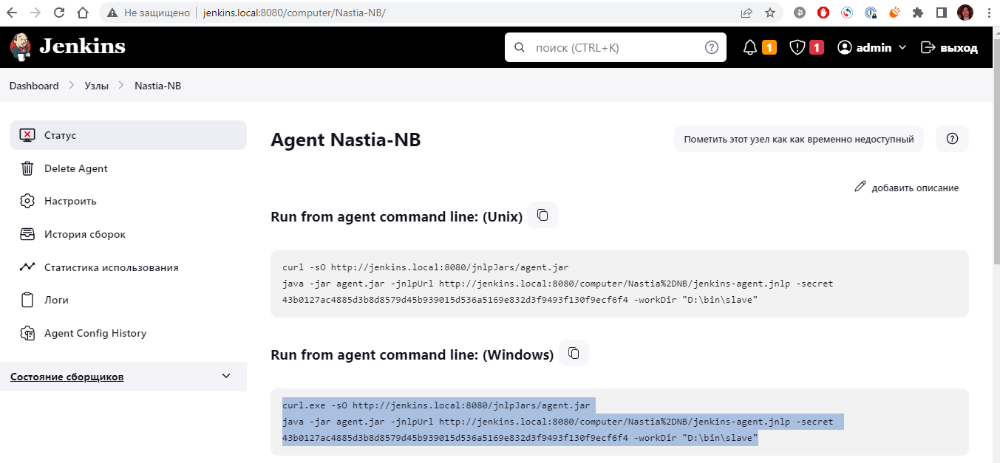 Не защищено jenkins.local:8080/computer/Nastia-NB/
Jenkins
поиск (CTRL+K)
1
1
admin
выход
Dashboard
Узлы
Nastia-NB
Статус
Delete Agent
Настроить
История сборок
Статистика использования
Логи
Agent Config History
Состояние сборщиков
Agent Nastia-NB
Пометить этот узел как как временно недоступный
добавить описание
Run from agent command line: (Unix)
curl -sO http://jenkins.local:8080/jnlpJars/agent.jar
java -jar agent.jar -jnlpUrl http://jenkins.local:8080/computer/Nastia%2DNB/jenkins-agent.jnlp -secret
43b0127ac4885d3b8d8579d45b939015d536a5169e832d3f9493f130f9ecf6f4 -workDir "D:\bin\slave"
Run from agent command line: (Windows)
curl.exe -sO http://jenkins.local:8080/jnlpJars/agent.jar
java -jar agent.jar -jnlpUrl http://jenkins.local:8080/computer/Nastia%2DNB/jenkins-agent.jnlp -secret
43b0127ac4885d3b8d8579d45b939015d536a5169e832d3f9493f130f9ecf6f4 -workDir "D:\bin\slave"